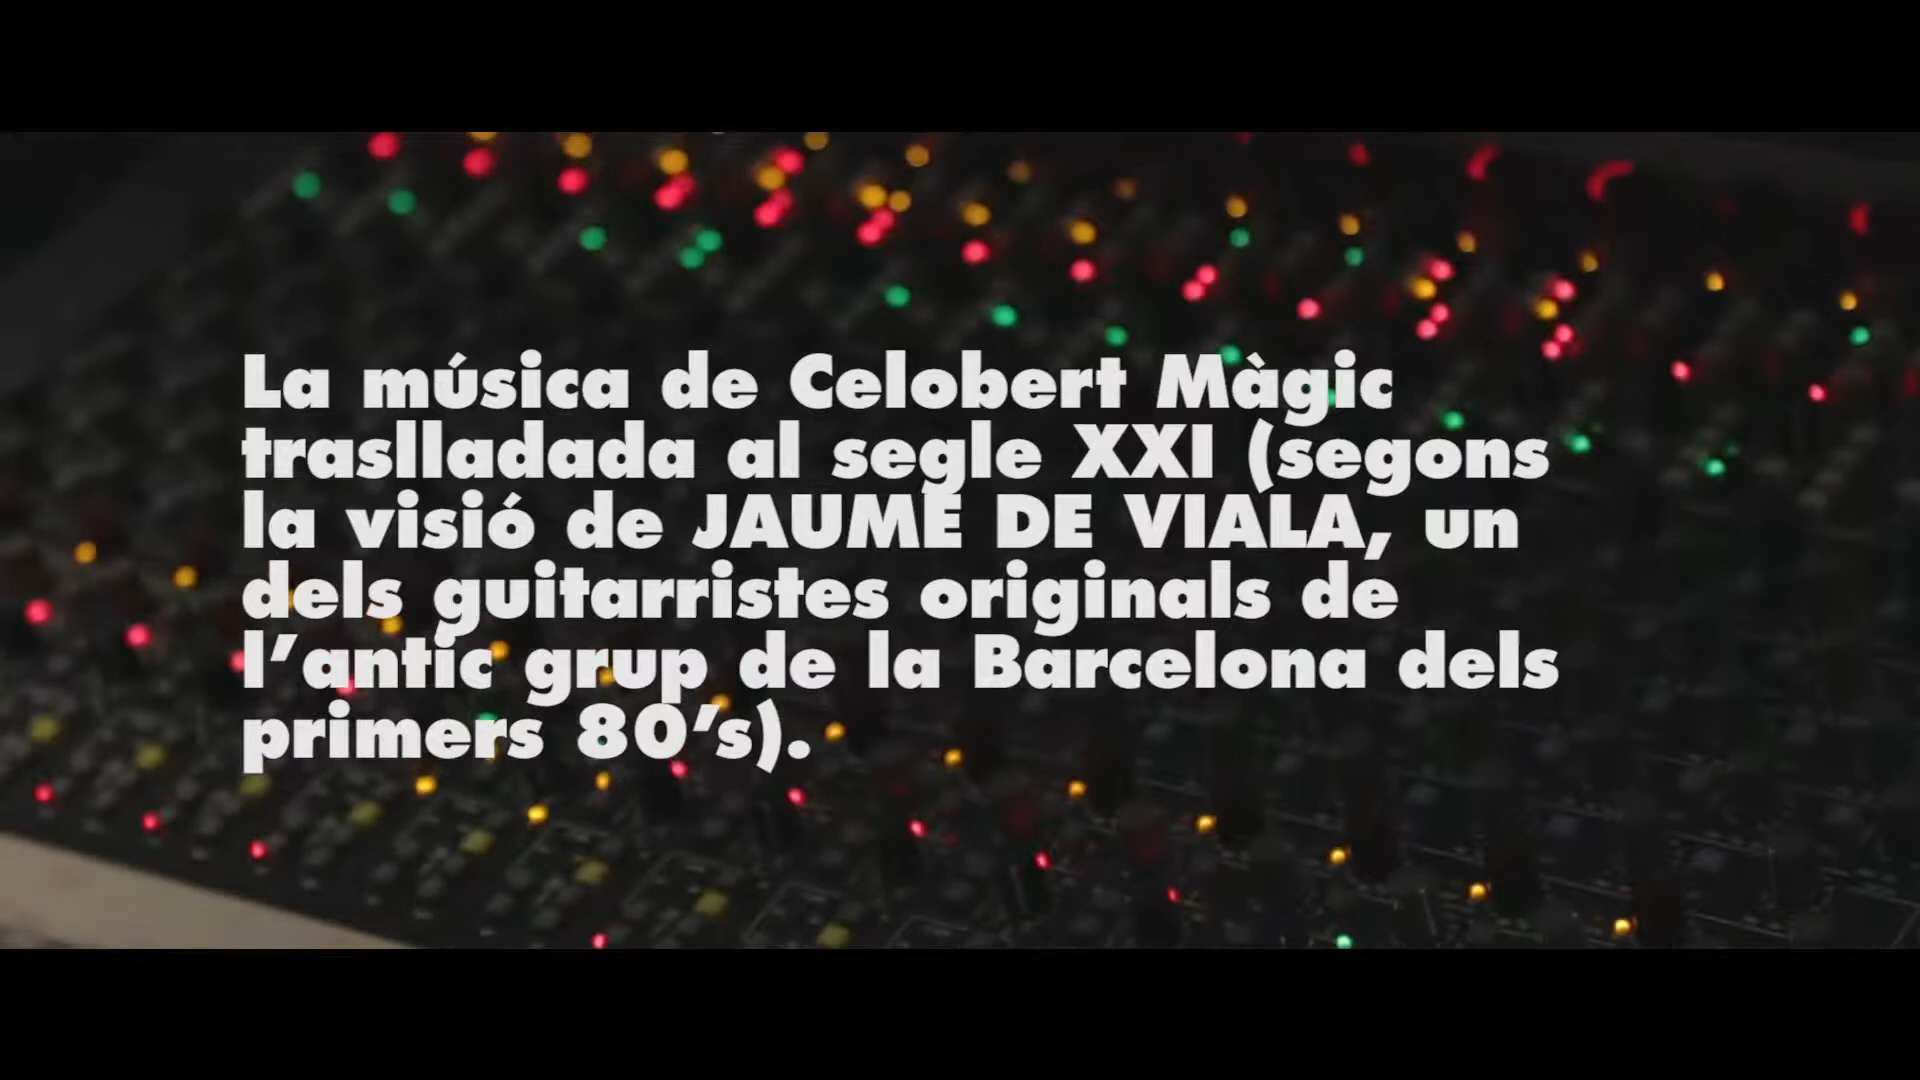 La música de Celobert Màgic
traslladada al segle XXI (segons
la visió de JAUME DE VIALA, un
dels guitarristes originals de
l’antic grup de la Barcelona dels
primers 80’s).